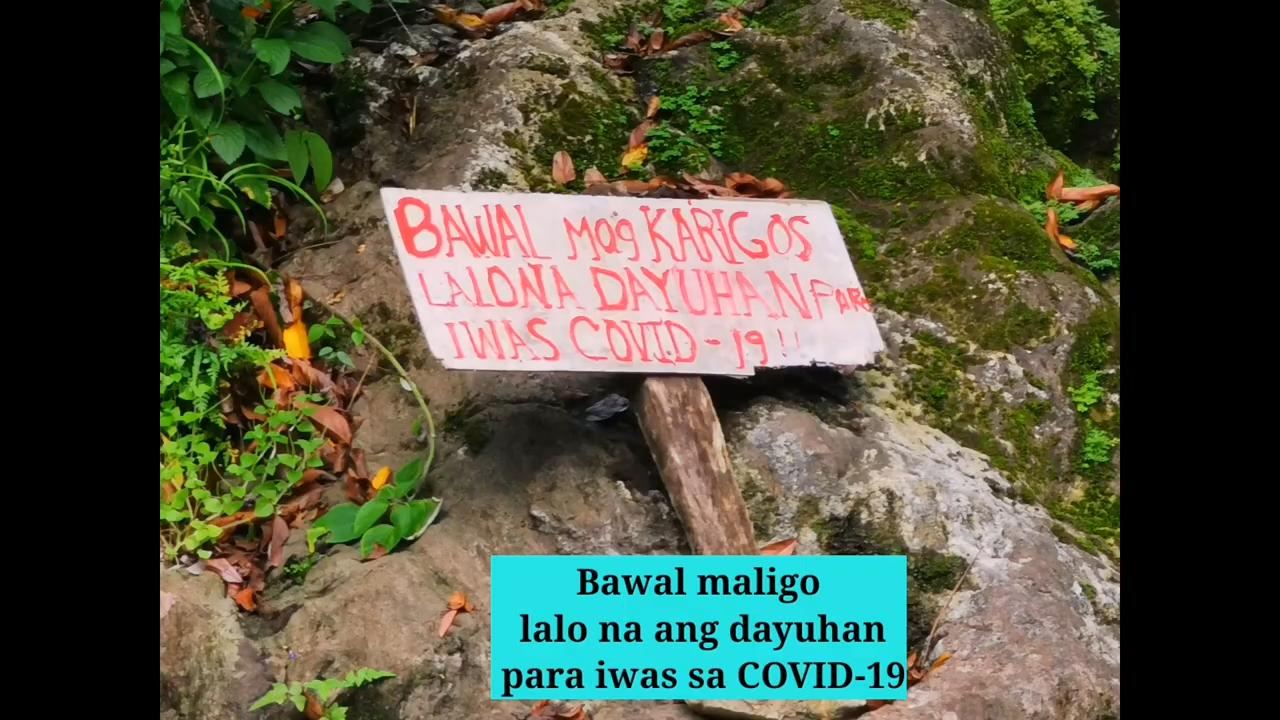 BAWAL mag KARIGOS
LALONA DAYUHAN PARA
IWAS COVID-19!!
Bawal maligo
lalo na ang dayuhan
para iwas sa COVID-19